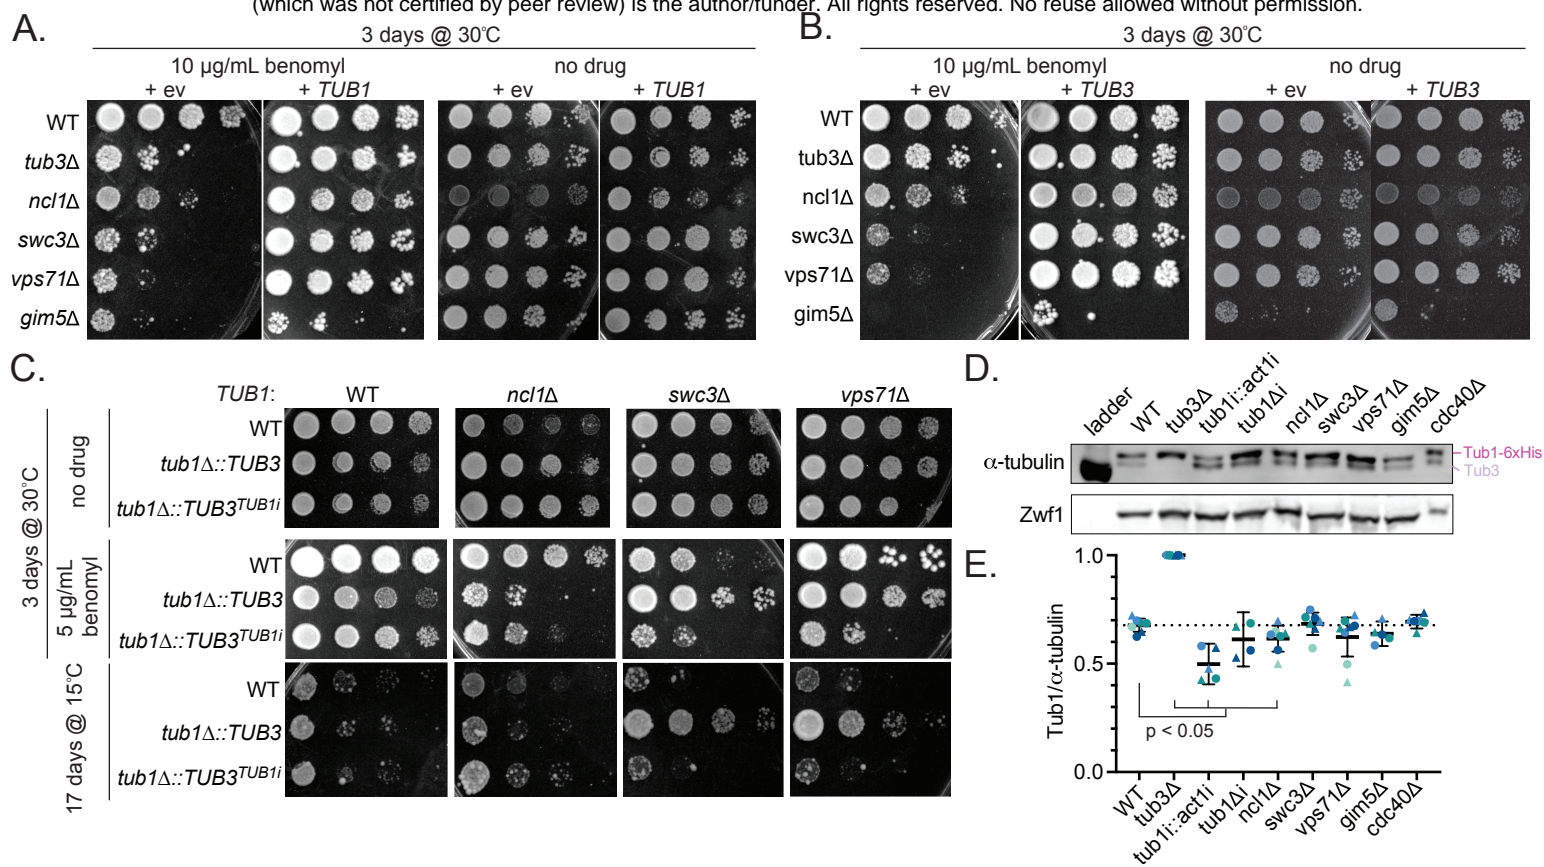 (which was not certified by peer review) is the author/funder. All rights reserved. No reuse allowed without permission.
A.
3 days @ 30°C
10 µg/mL benomyl
no drug
+ ev
+ TUB1
+ ev
+ TUB1
WT
tub3Δ
ncl1Δ
swc3Δ
vps71Δ
gim5Δ
B.
3 days @ 30°C
10 µg/mL benomyl
no drug
+ ev
+ TUB3
+ ev
+ TUB3
WT
tub3Δ
ncl1Δ
swc3Δ
vps71Δ
gim5Δ
C.
TUB1:
WT
ncl1Δ
swc3Δ
vps71Δ
3 days @ 30°C
no drug
WT
tub1Δ::TUB3
tub1Δ::TUB3TUB1i
5 µg/mL
benomyl
WT
tub1Δ::TUB3
tub1Δ::TUB3TUB1i
17 days @ 15°C
WT
tub1Δ::TUB3
tub1Δ::TUB3TUB1i
D.
ladder
WT
tub3Δ
tub1i::act1i
tub1Δi
ncl1Δ
swc3Δ
vps71Δ
gim5Δ
cdc40Δ
α-tubulin
Tub1-6xHis
Tub3
Zwf1
E.
Tub1/α-tubulin
1.0
0.5
0.0
p < 0.05
WT
tub3Δ
tub1i::act1i
tub1Δi
ncl1Δ
swc3Δ
vps71Δ
gim5Δ
cdc40Δ